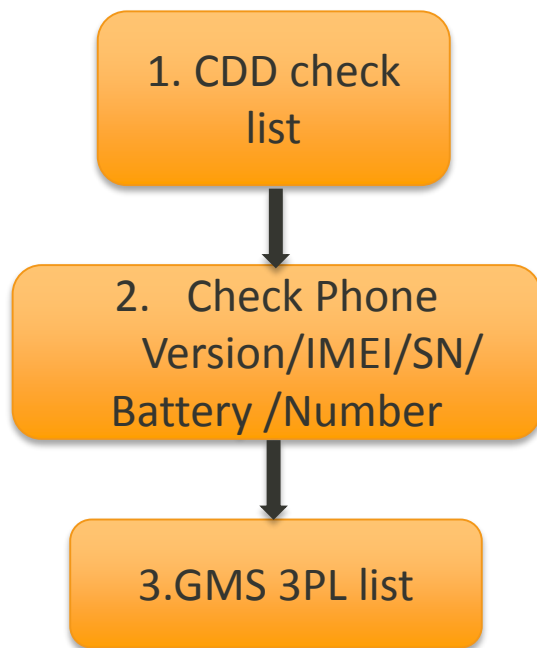 1. CDD check
list
2. Check Phone
Version/IMEI/SN/
Battery /Number
3.GMS 3PL list